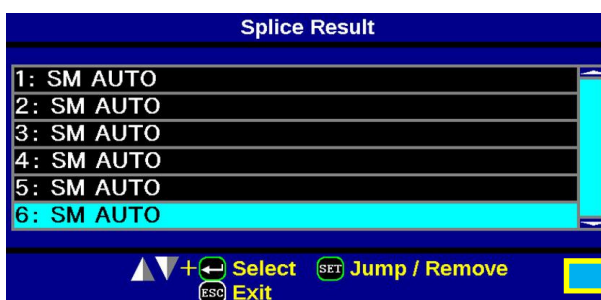 Splice Result
1: SM AUTO
2: SM AUTO
3: SM AUTO
4: SM AUTO
5: SM AUTO
6: SM AUTO
+ Select SET Jump / Remove
ESC Exit